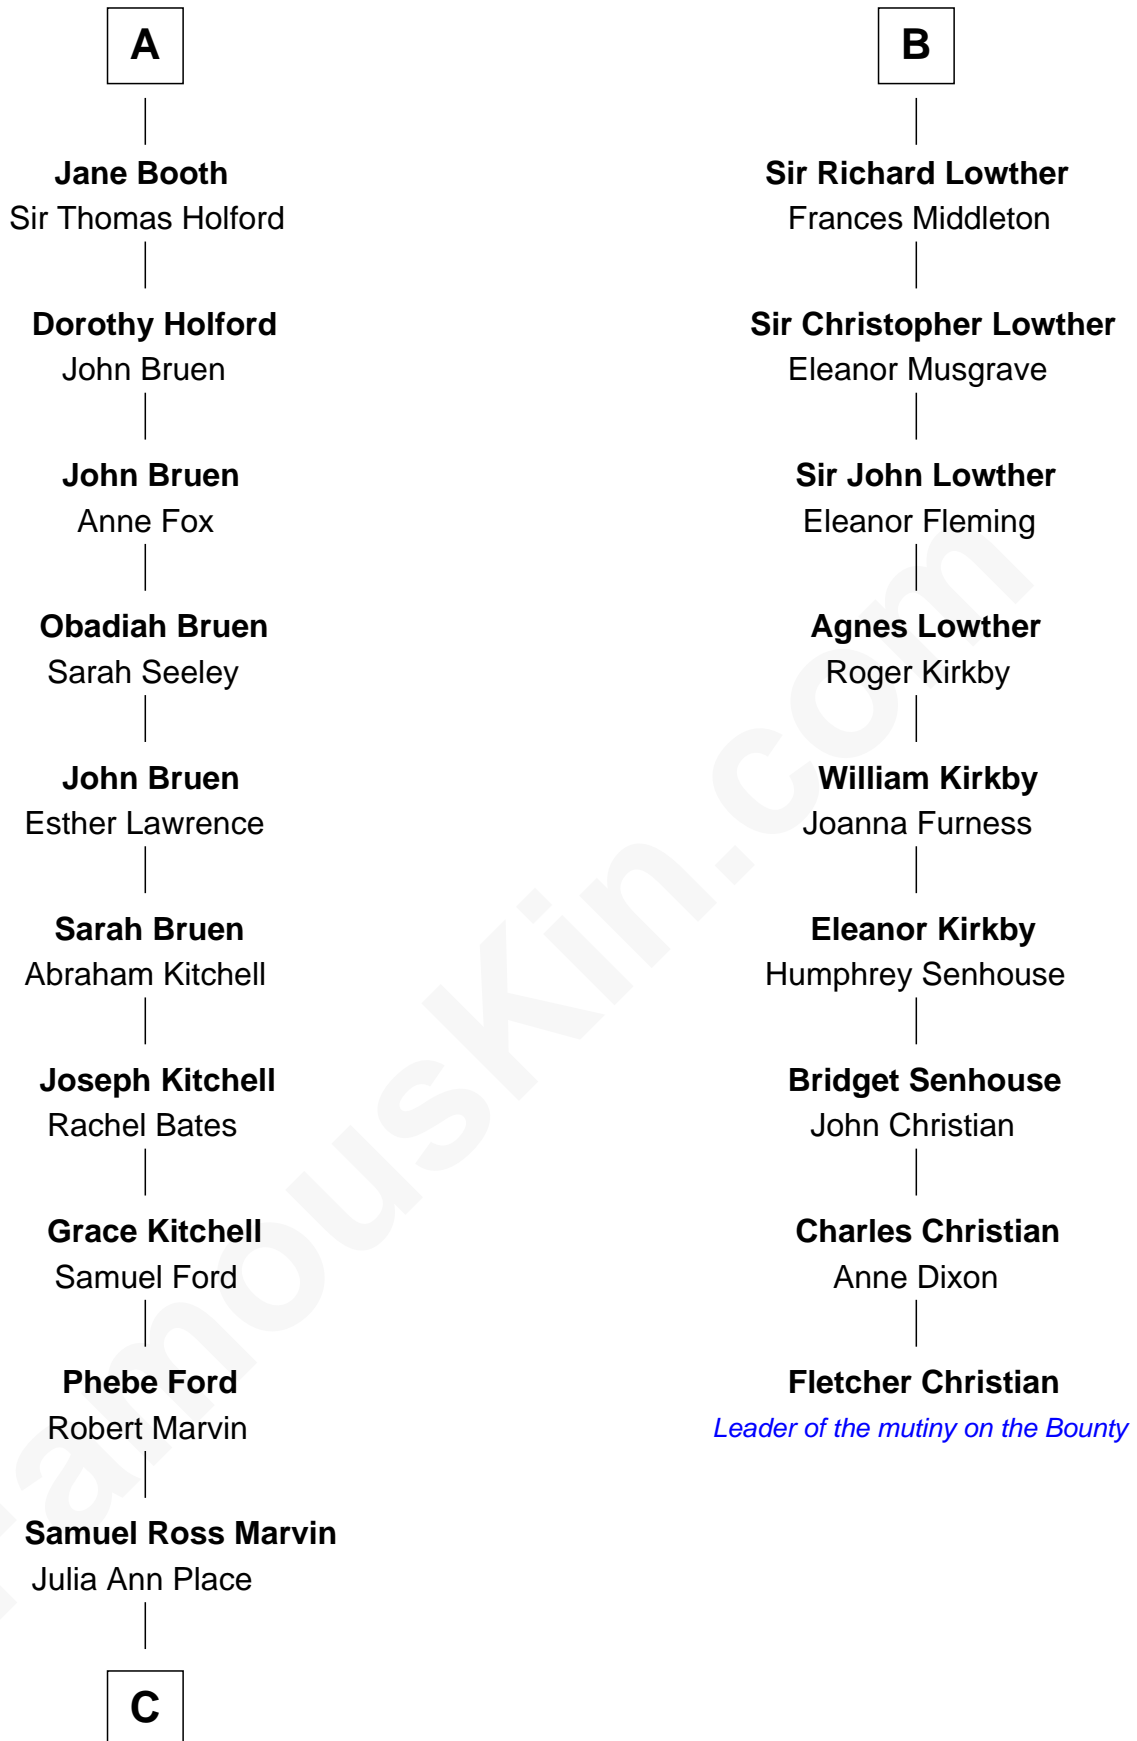 A
Jane Booth
Sir Thomas Holford
Dorothy Holford
John Bruen
John Bruen
Anne Fox
Obadiah Bruen
Sarah Seeley
John Bruen
Esther Lawrence
Sarah Bruen
Abraham Kitchell
Joseph Kitchell
Rachel Bates
Grace Kitchell
Samuel Ford
Phebe Ford
Robert Marvin
Samuel Ross Marvin
Julia Ann Place
C
B
Sir Richard Lowther
Frances Middleton
Sir Christopher Lowther
Eleanor Musgrave
Sir John Lowther
Eleanor Fleming
Agnes Lowther
Roger Kirkby
William Kirkby
Joanna Furness
Eleanor Kirkby
Humphrey Senhouse
Bridget Senhouse
John Christian
Charles Christian
Anne Dixon
Fletcher Christian
Leader of the mutiny on the Bounty
FamousKin.com